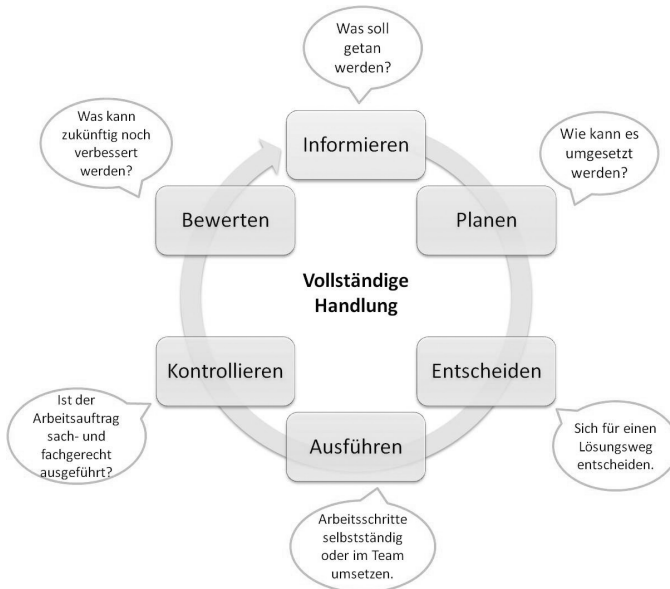 Was soll
getan
werden?
Informieren
Wie kann es
umgesetzt
werden?
Planen
Entscheiden
Sich für einen
Lösungsweg
entscheiden.
Ausführen
Arbeitsschritte
selbstständig
oder im Team
umsetzen.
Kontrollieren
Ist der
Arbeitsauftrag
sach- und
fachgerecht
ausgeführt?
Bewerten
Was kann
zukünftig noch
verbessert
werden?
Vollständige
Handlung